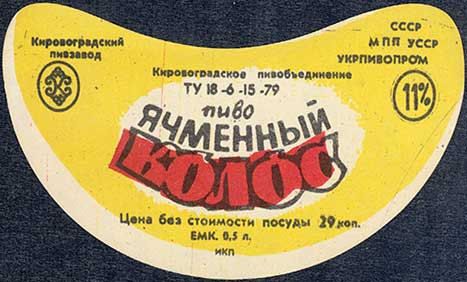 Кировоградский
пивзавод
СССР
МПП УССР
УКРПИВОПРОМ
11%
Кировоградское пивобъединение
ТУ 18-6-15-79
пиво
ЯЧМЕННЫЙ
КОЛОС
Цена без стоимости посуды 29 коп.
ЕМК. 0,5 л.
ИКП